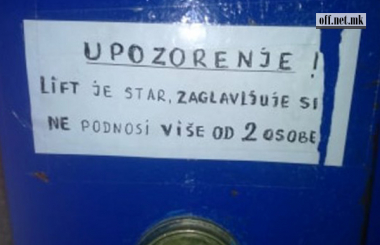 off.net.mk
UPOZORENJE!
LIFT JE STAR, ZAGLAVLJUJE SI
NE PODNOSI VIŠE OD 2 OSOBE